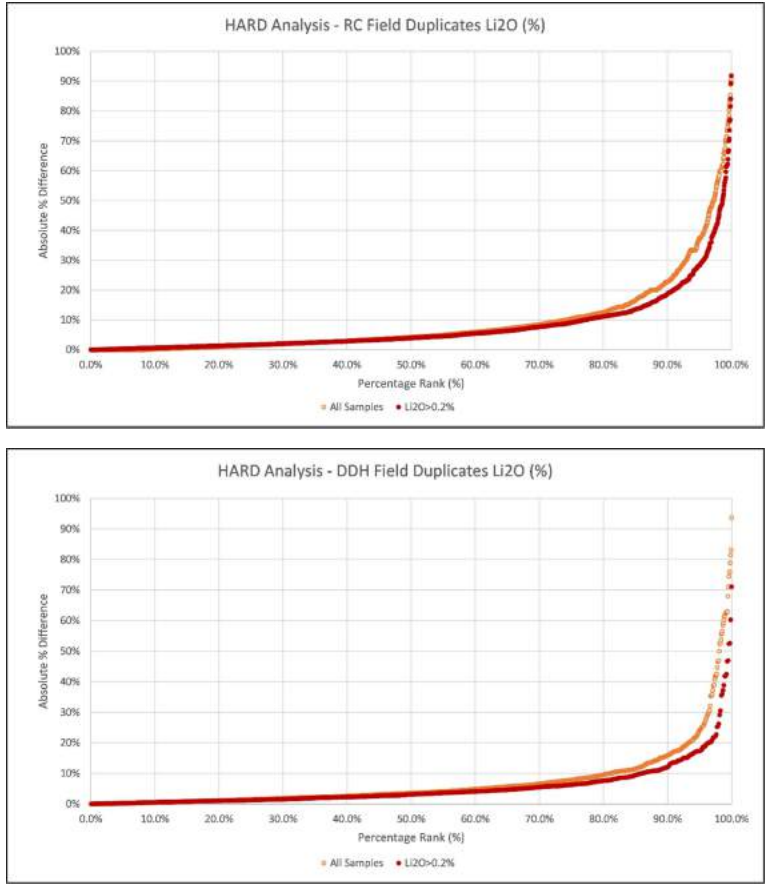 HARD Analysis - RC Field Duplicates Li2O (%)
100%
90%
80%
70%
60%
50%
40%
30%
20%
10%
0%
Absolute % Difference
0.0% 10.0% 20.0% 30.0% 40.0% 50.0% 60.0% 70.0% 80.0% 90.0% 100.0%
Percentage Rank (%)
All Samples Li2O>0.2%
HARD Analysis - DDH Field Duplicates Li2O (%)
100%
90%
80%
70%
60%
50%
40%
30%
20%
10%
0%
Absolute % Difference
0.0% 10.0% 20.0% 30.0% 40.0% 50.0% 60.0% 70.0% 80.0% 90.0% 100.0%
Percentage Rank (%)
All Samples Li2O>0.2%